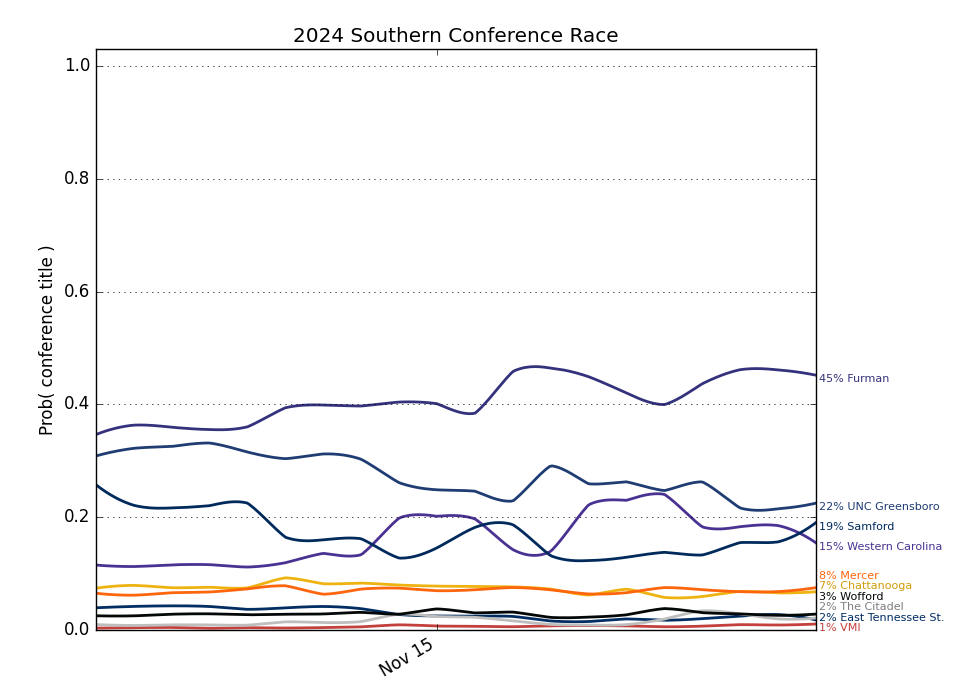 2024 Southern Conference Race
Prob( conference title )
1.0
0.8
0.6
0.4
0.2
0.0
Nov 15
45% Furman
22% UNC Greensboro
19% Samford
15% Western Carolina
8% Mercer
7% Chattanooga
3% Wofford
2% The Citadel
2% East Tennessee St.
1% VMI